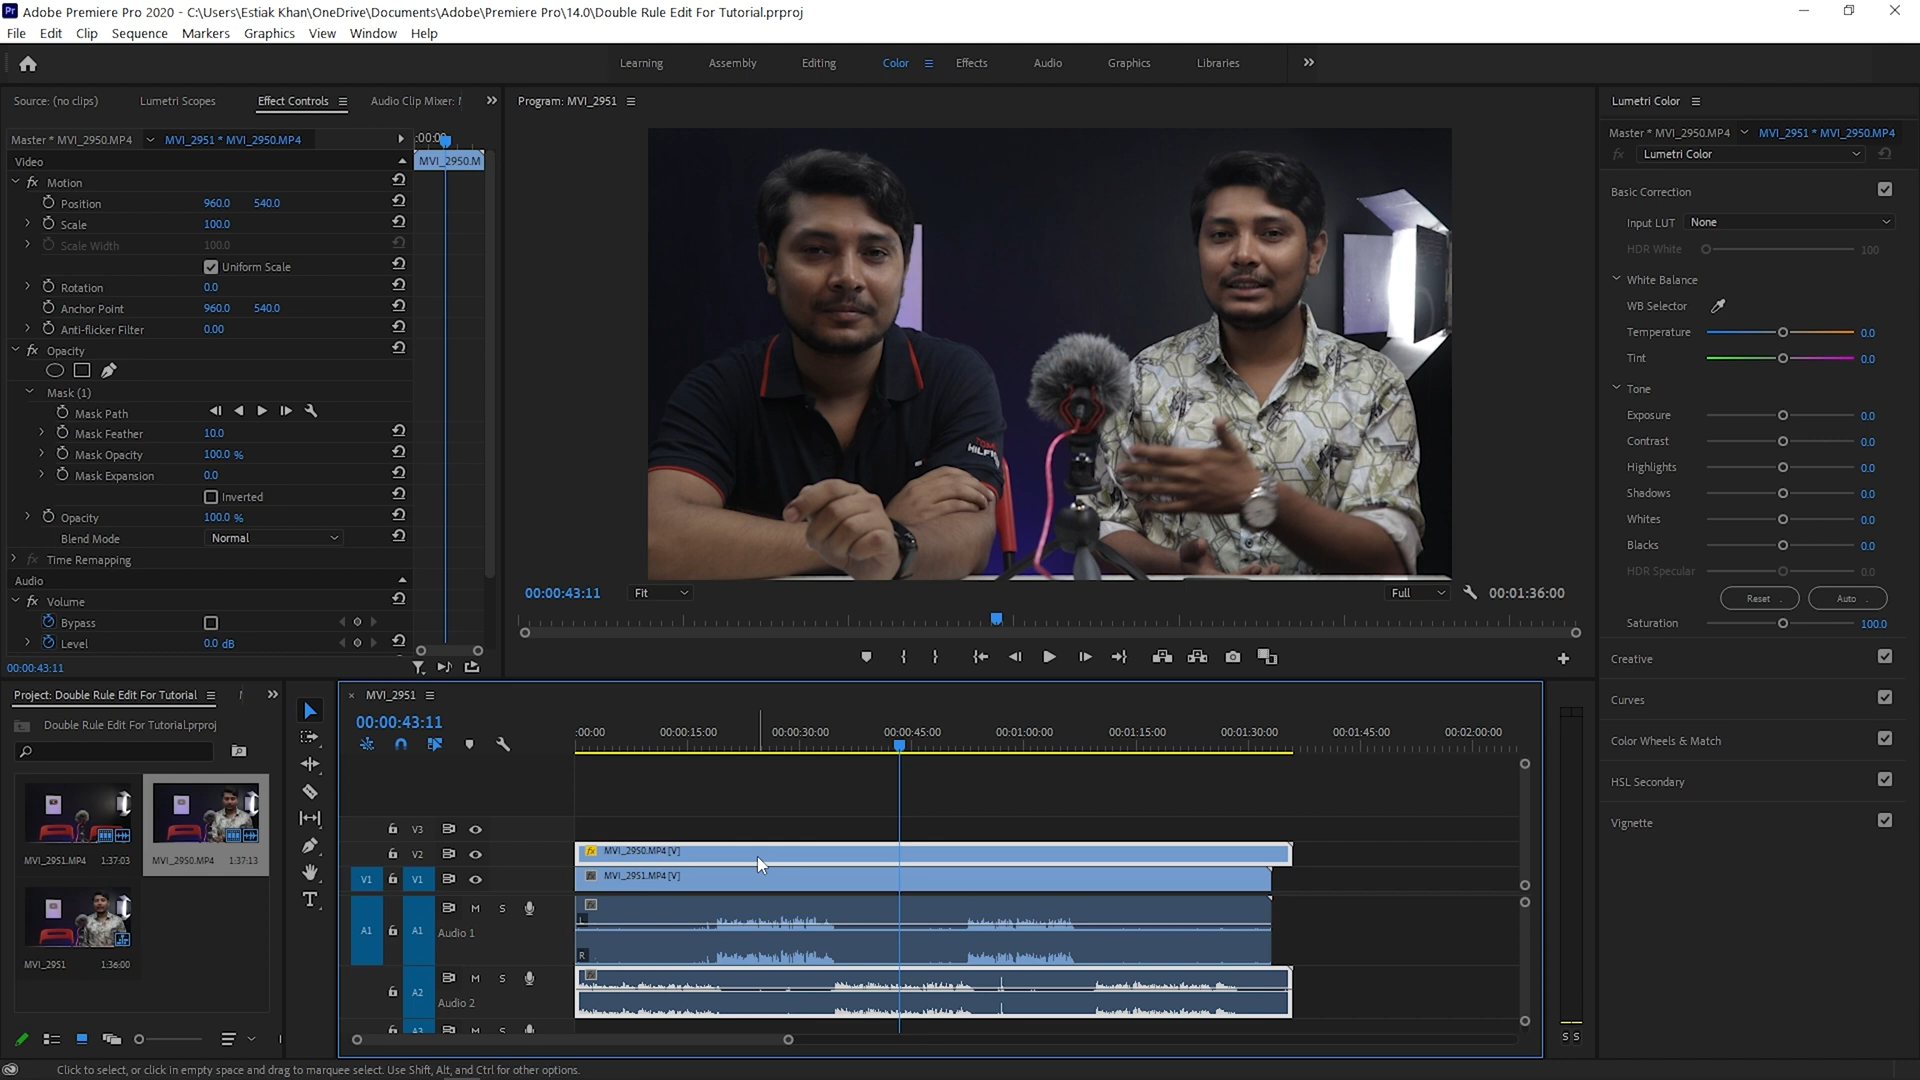 Adobe Premiere Pro 2020 - C:\Users\Estiak Khan\OneDrive\Documents\Adobe\Premiere Pro\14.0\Double Rule Edit For Tutorial.prproj
File Edit Clip Sequence Markers Graphics View Window Help
Learning Assembly Editing Color Effects Audio Graphics Libraries
Source: (no clips) Lumetri Scopes Effect Controls Audio Clip Mixer:
Master * MVI_2950.MP4 MVI_2951 * MVI_2950.MP4
:00:00
Video
MVI_2950.M
Motion
Position 960.0 540.0
Scale 100.0
Scale Width 100.0
Uniform Scale
Rotation 0.0
Anchor Point 960.0 540.0
Anti-flicker Filter 0.00
Opacity
Mask (1)
Mask Path
Mask Feather 10.0
Mask Opacity 100.0 %
Mask Expansion 0.0
Inverted
Opacity 100.0 %
Blend Mode Normal
Time Remapping
Audio
Volume
Bypass
Level 0.0 dB
00:00:43:11
Program: MVI_2951
HILFIG
00:00:43:11 Fit Full 00:01:36:00
Lumetri Color
Master * MVI_2950.MP4 MVI_2951 * MVI_2950.MP4
fx Lumetri Color
Basic Correction
Input LUT None
HDR White 100
White Balance
WB Selector
Temperature 0.0
Tint 0.0
Tone
Exposure 0.0
Contrast 0.0
Highlights 0.0
Shadows 0.0
Whites 0.0
Blacks 0.0
HDR Specular 0.0
Reset Auto
Saturation 100.0
Creative
Curves
Color Wheels & Match
HSL Secondary
Vignette
Project: Double Rule Edit For Tutorial
Double Rule Edit For Tutorial.prproj
MVI_2951.MP4 1:37:03
MVI_2950.MP4 1:37:13
MVI_2951 1:36:00
MVI_2951
00:00:43:11
:00:00 00:00:15:00 00:00:30:00 00:00:45:00 00:01:00:00 00:01:15:00 00:01:30:00 00:01:45:00 00:02:00:00
V3
V2 MVI_2950.MP4 [V]
V1 V1 MVI_2951.MP4 [V]
M S
A1 A1 Audio 1
L
R
M S
A2 Audio 2
A3 M S
S S
Click to select, or click in empty space and drag to marquee select. Use Shift, Alt, and Ctrl for other options.